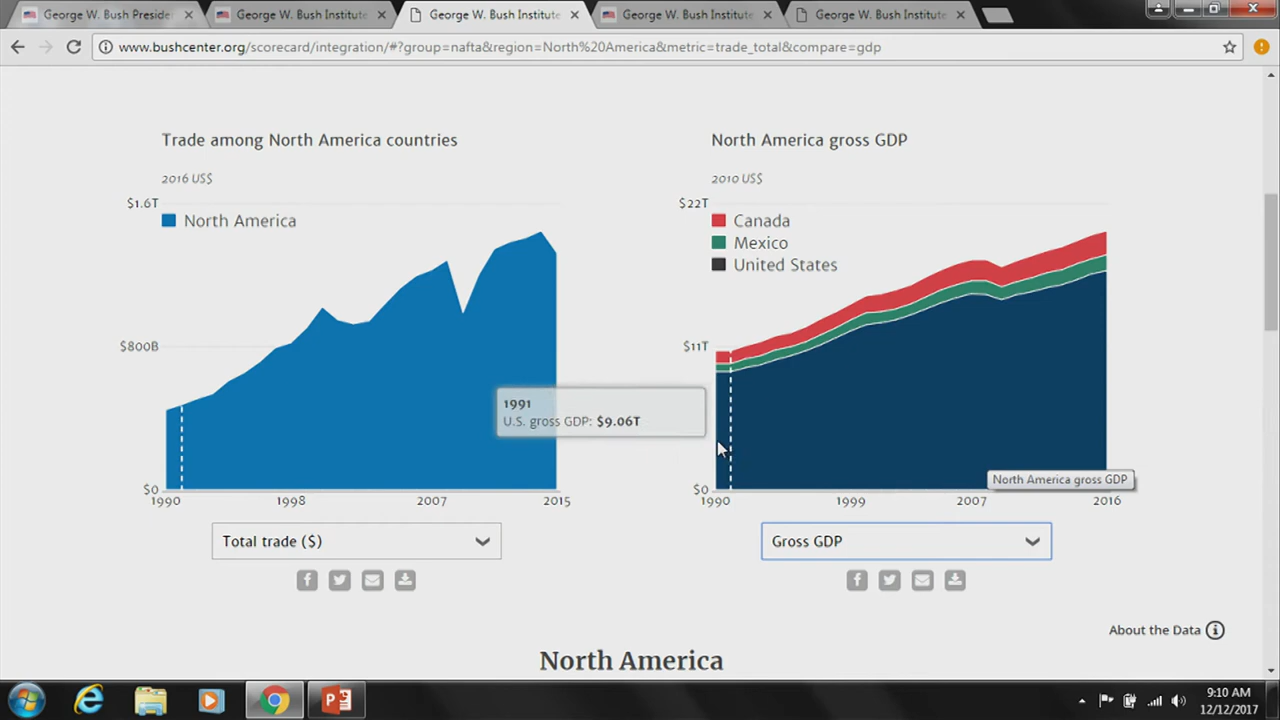 George W. Bush Preside
George W. Bush Institute
George W. Bush Institute
George W. Bush Institute
George W. Bush Institute
www.bushcenter.org/scorecard/integration/#?group=nafta&region=North%20America&metric=trade_total&compare=gdp
Trade among North America countries
2016 US$
$1.6T
North America
$800B
$0
1990
1998
2007
2015
Total trade ($)
North America gross GDP
2010 US$
$22T
Canada
Mexico
United States
$11T
1991
U.S. gross GDP: $9.06T
North America gross GDP
$0
1990
1999
2007
2016
Gross GDP
About the Data
North America
9:10 AM
12/12/2017